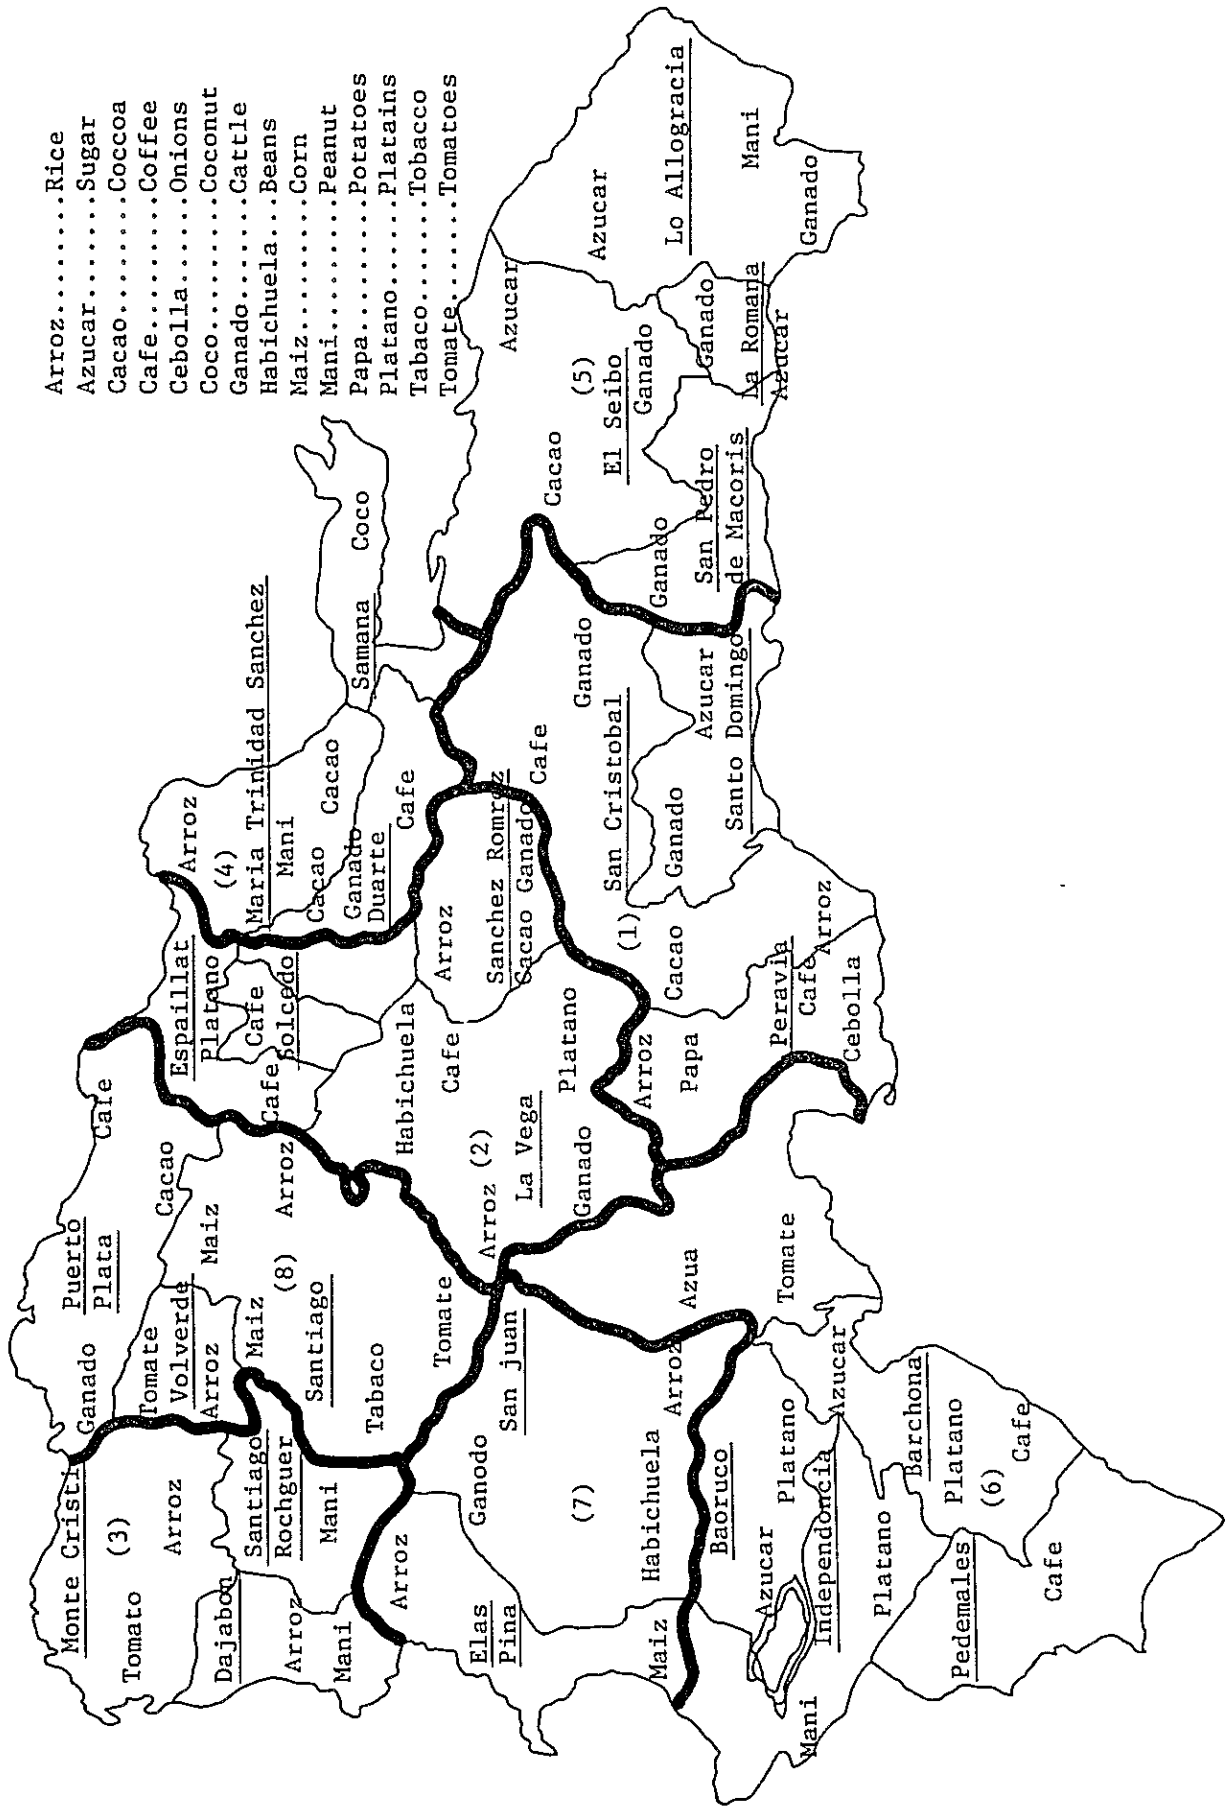 Arroz.........Rice
Azucar........Sugar
Cacao.........Coccoa
Cafe..........Coffee
Cebolla.......Onions
Coco..........Coconut
Ganado........Cattle
Habichuela...Beans
Maiz..........Corn
Mani..........Peanut
Papa..........Potatoes
Platano.......Platains
Tabaco........Tobacco
Tomate........Tomatoes
Monte Cristi
(3)
Tomato
Arroz
Ganado
Puerto
Plata
Cafe
Cacao
Tomate
Volverde
Arroz
Dajabon
Arroz
Mani
Santiago
Rochguer
Mani
Maiz
Maiz
(8)
Santiago
Arroz
Cafe
Tabaco
Tomate
Espaillat
Platano
Cafe
Solcedo
Arroz
(4)
Maria Trinidad Sanchez
Mani
Cacao
Cacao
Ganado
Duarte
Cafe
Samana
Coco
Arroz
Elas
Pina
Maiz
Ganodo
San juan
(7)
Habichuela
Arroz
Habichuela
Cafe
Arroz (2)
La Vega
Platano
Ganado
Arroz
Sanchez Romrez
Cacao Ganado
Cafe
San Cristobal
(1)
Cacao
Ganado
Ganado
Arroz
Arroz
Papa
Peravia
Cafe
Cebolla
Azua
Tomate
Baoruco
Platano
Azucar
Azucar
Independoncia
Mani
Platano
Barchona
Platano
(6)
Cafe
Pedemales
Cafe
Azucar
Santo Domingo
Cacao
Azucar
(5)
El Seibo
Ganado
Ganado
San Pedro
de Macoris
Ganado
La Romana
Azucar
Azucar
Lo Allogracia
Mani
Ganado